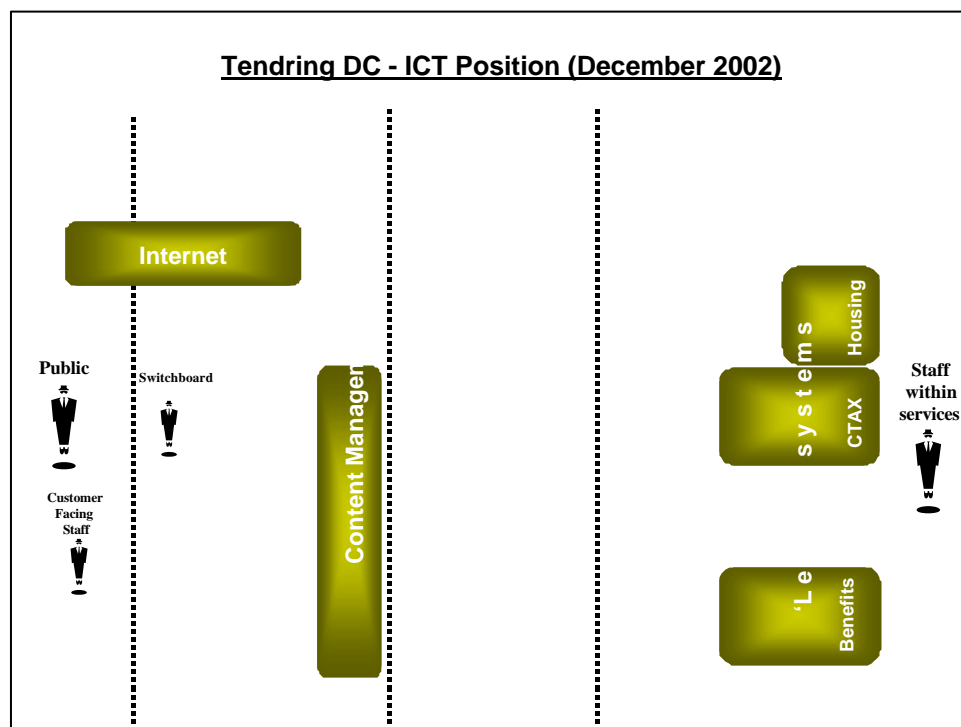 Tendring DC - ICT Position (December 2002)
Internet
Public
Switchboard
Customer
Facing
Staff
Content Manager
'Le
systems
Housing
CTAX
Benefits
Staff
within
services